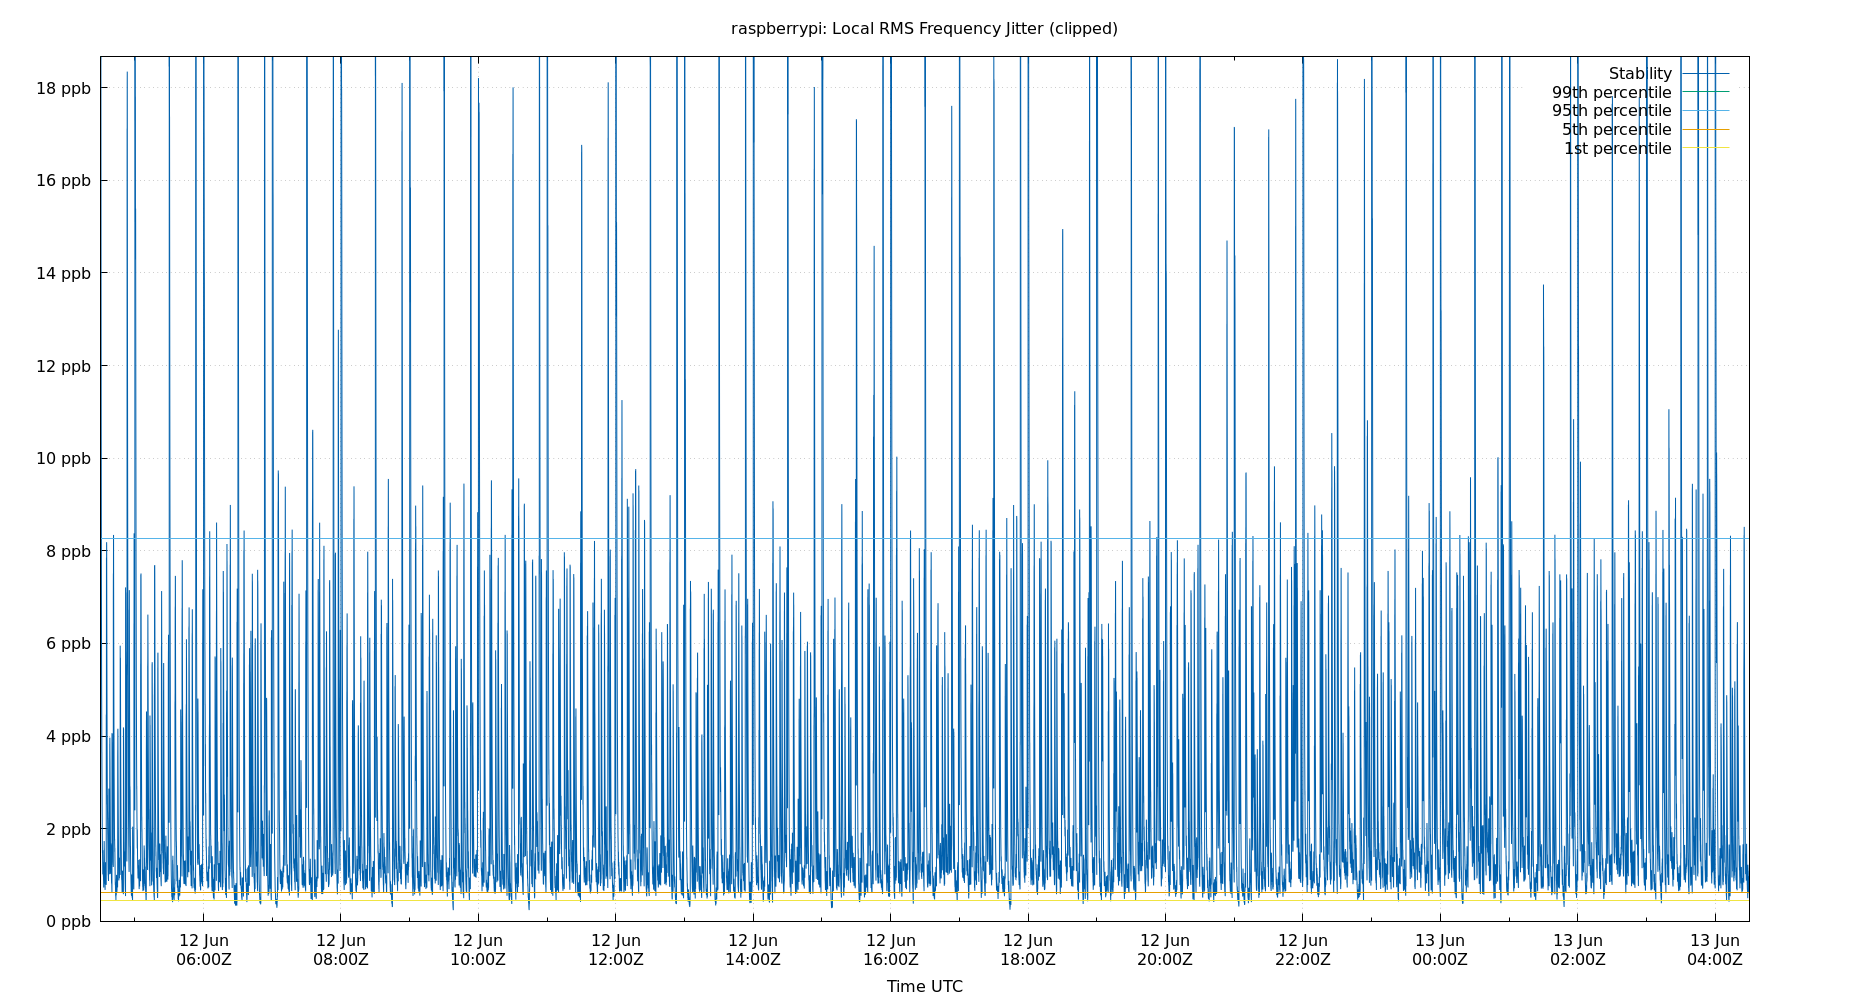 raspberrypi: Local RMS Frequency Jitter (clipped)
Stability
99th percentile
95th percentile
5th percentile
1st percentile
18 ppb
16 ppb
14 ppb
12 ppb
10 ppb
8 ppb
6 ppb
4 ppb
2 ppb
0 ppb
12 Jun 12 Jun 12 Jun 12 Jun 12 Jun 12 Jun 12 Jun 12 Jun 12 Jun 13 Jun 13 Jun 13 Jun
06:00Z 08:00Z 10:00Z 12:00Z 14:00Z 16:00Z 18:00Z 20:00Z 22:00Z 00:00Z 02:00Z 04:00Z
Time UTC